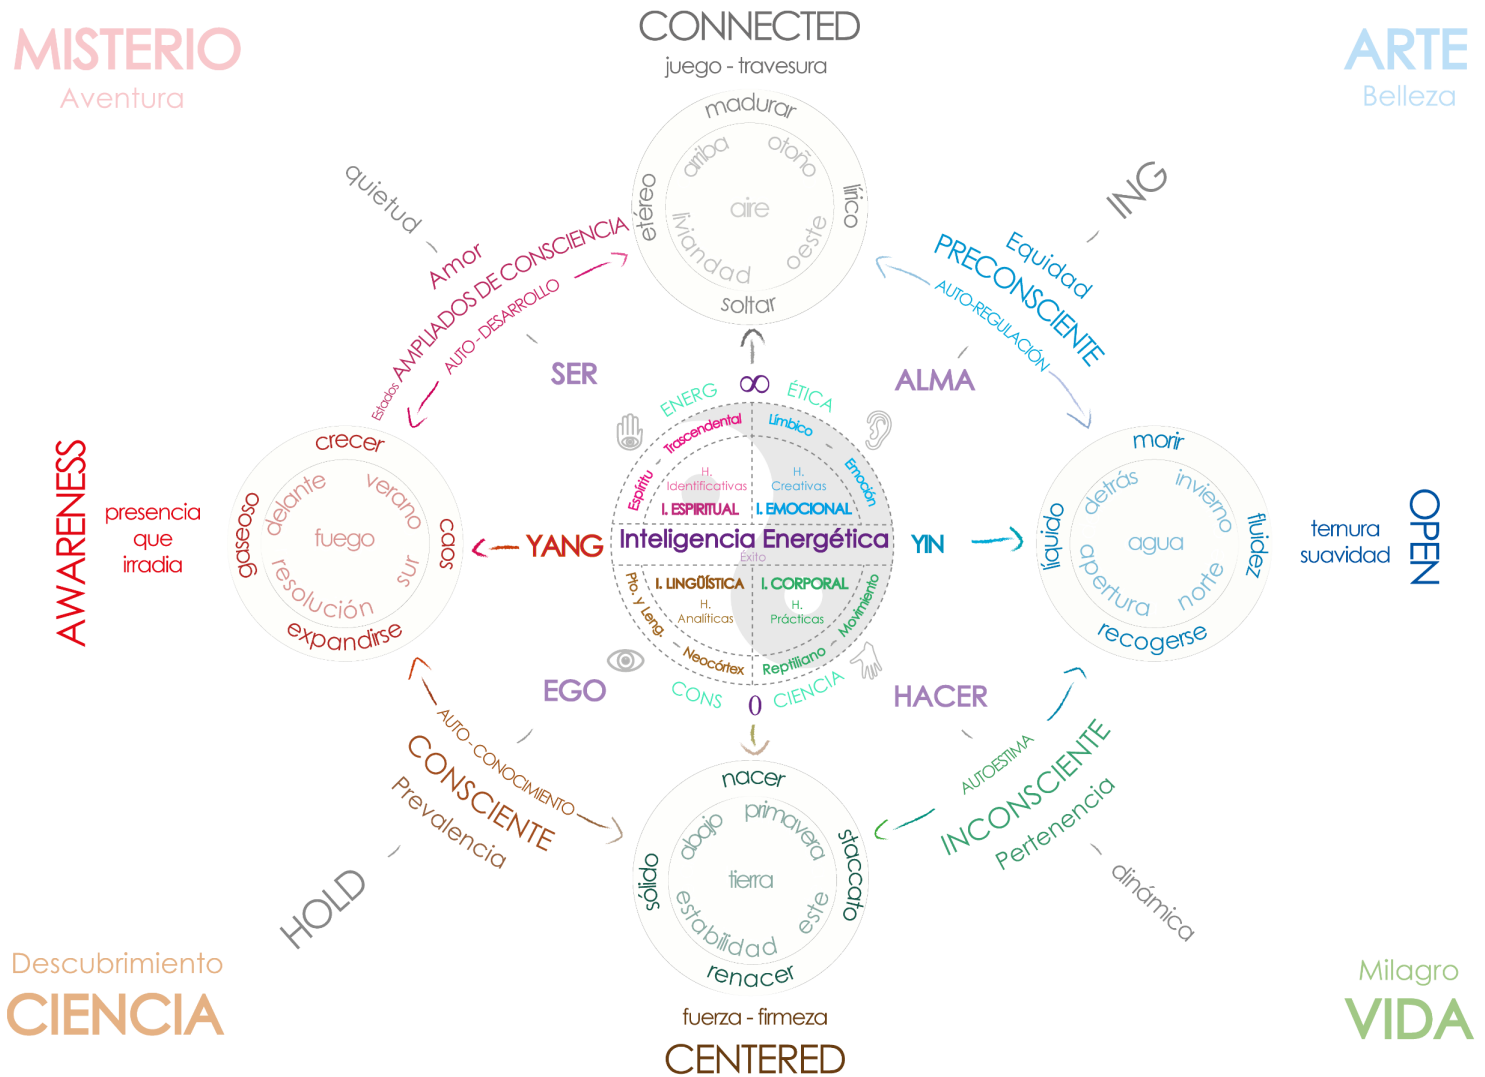 MISTERIO
Aventura
CONNECTED
juego - travesura
ARTE
Belleza
madurar
arriba
otoño
etéreo
lírico
aire
liviandad
oeste
soltar
quietud
Amor
Estados AMPLIADOS DE CONSCIENCIA
AUTO - DESARROLLO
SER
ING
Equidad
PRECONSCIENTE
AUTO-REGULACIÓN
ALMA
ENERG
∞
ÉTICA
Espíritu - Trascendental
Límbico - Emoción
H.
Identificativas
I. ESPIRITUAL
H.
Creativas
I. EMOCIONAL
Inteligencia Energética
Éxito
I. LINGÜÍSTICA
H.
Analíticas
I. CORPORAL
H.
Prácticas
Pto. y Leng. - Neocórtex
Reptiliano - Movimiento
CONS
0
CIENCIA
YANG
YIN
AWARENESS
presencia
que
irradia
crecer
delante
verano
gaseoso
caos
fuego
resolución
sur
expandirse
morir
detrás
invierno
líquido
fluidez
agua
apertura
norte
recogerse
ternura
suavidad
OPEN
EGO
AUTO - CONOCIMIENTO
CONSCIENTE
Prevalencia
HOLD
HACER
AUTOESTIMA
INCONSCIENTE
Pertenencia
dinámica
nacer
abajo
primavera
sólido
staccato
tierra
estabilidad
este
renacer
fuerza - firmeza
CENTERED
Descubrimiento
CIENCIA
Milagro
VIDA